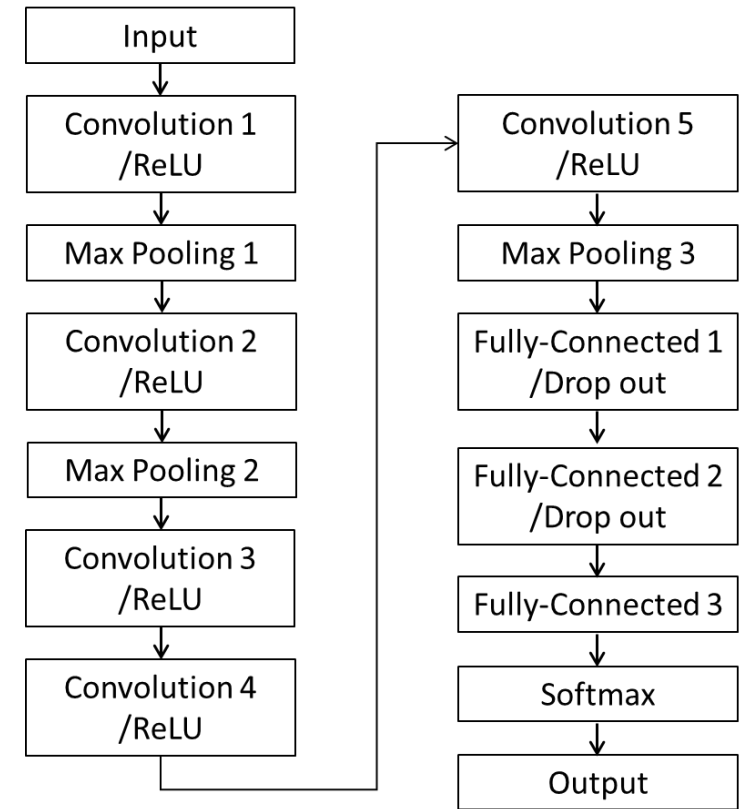 Input
Convolution 1
/ReLU
Max Pooling 1
Convolution 2
/ReLU
Max Pooling 2
Convolution 3
/ReLU
Convolution 4
/ReLU
Convolution 5
/ReLU
Max Pooling 3
Fully-Connected 1
/Drop out
Fully-Connected 2
/Drop out
Fully-Connected 3
Softmax
Output